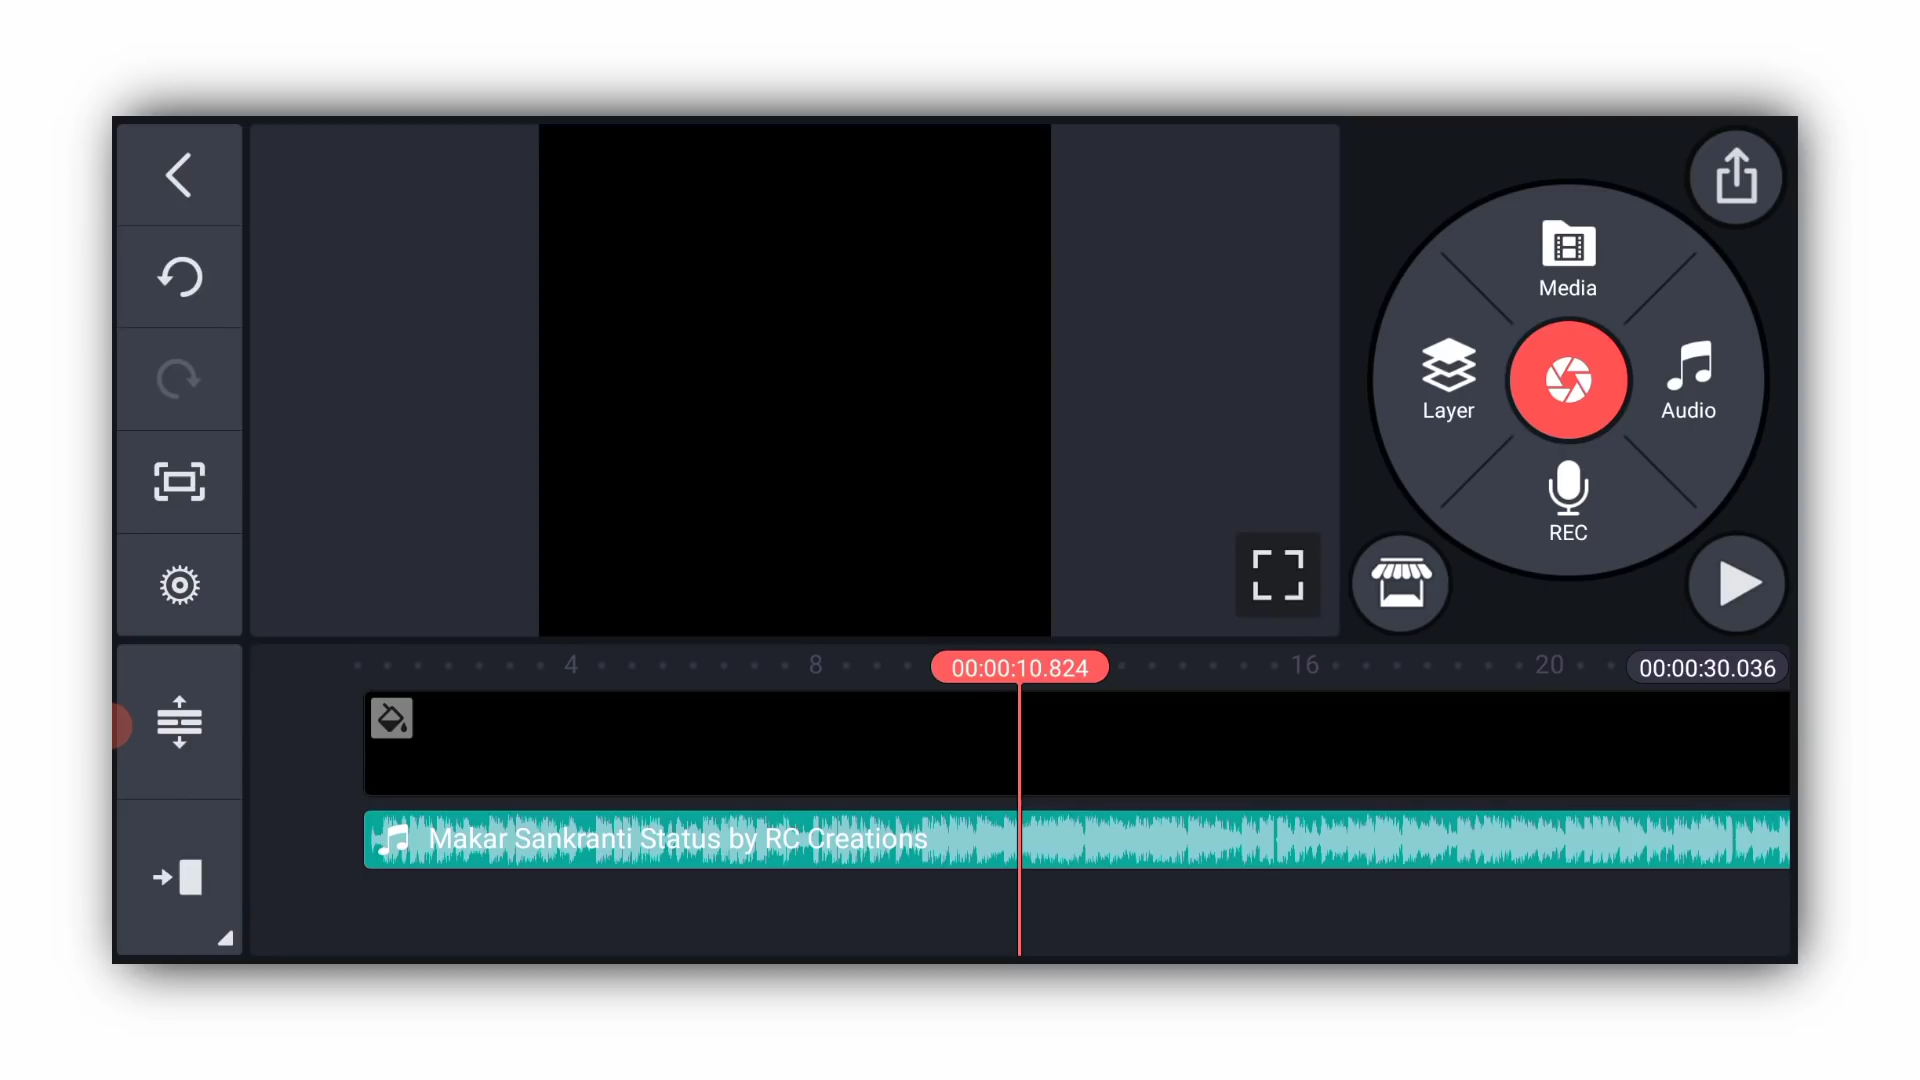 Media
Layer
Audio
REC
4
8
00:00:10.824
16
20
00:00:30.036
Makar Sankranti Status by RC Creations